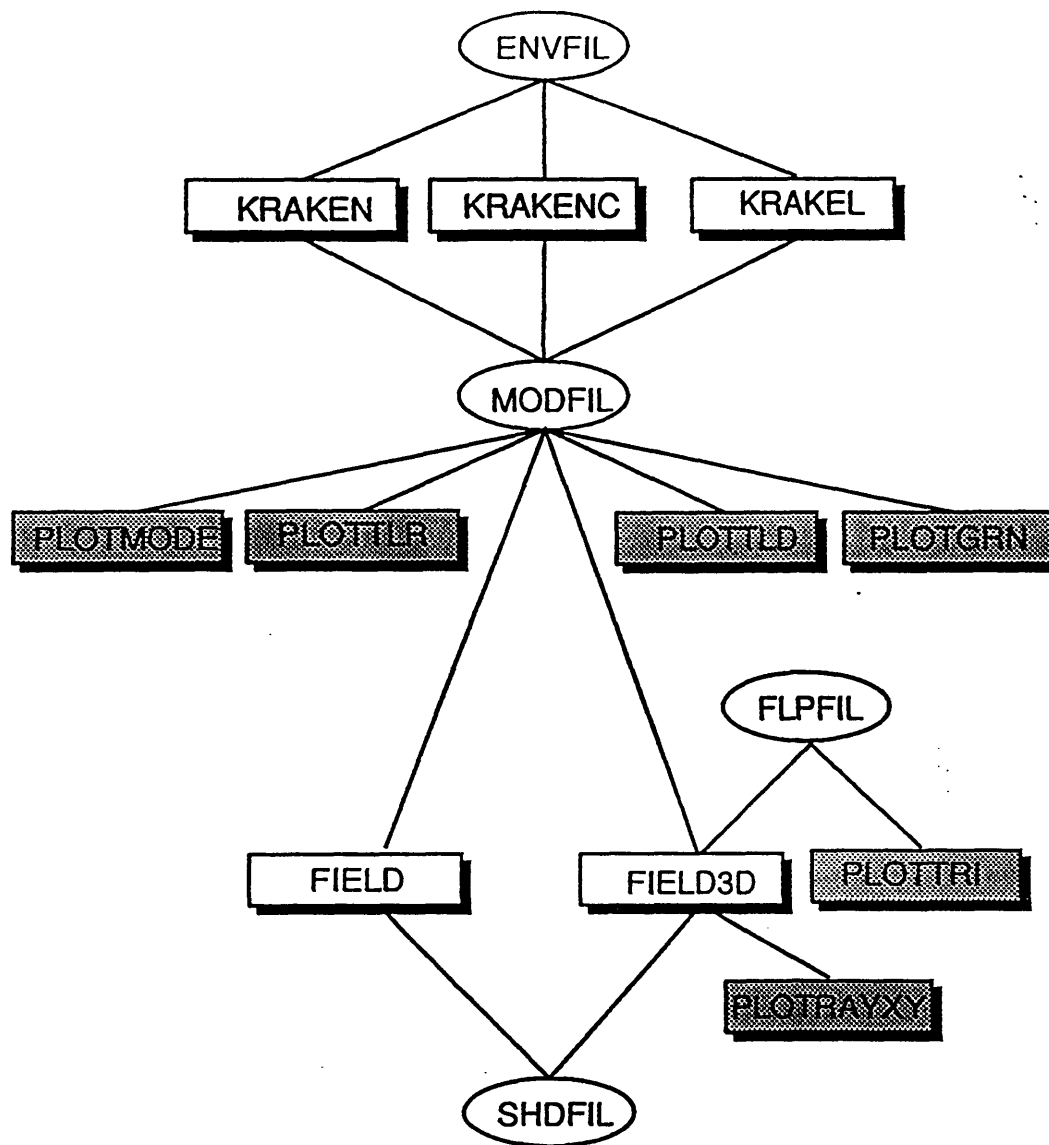 ENVFIL
KRAKEN
KRAKENC
KRAKEL
MODFIL
PLOTMODE
PLOTTLR
PLOTTLD
PLOTGRN
FLPFIL
FIELD
FIELD3D
PLOTTRI
PLOTRAYXY
SHDFIL